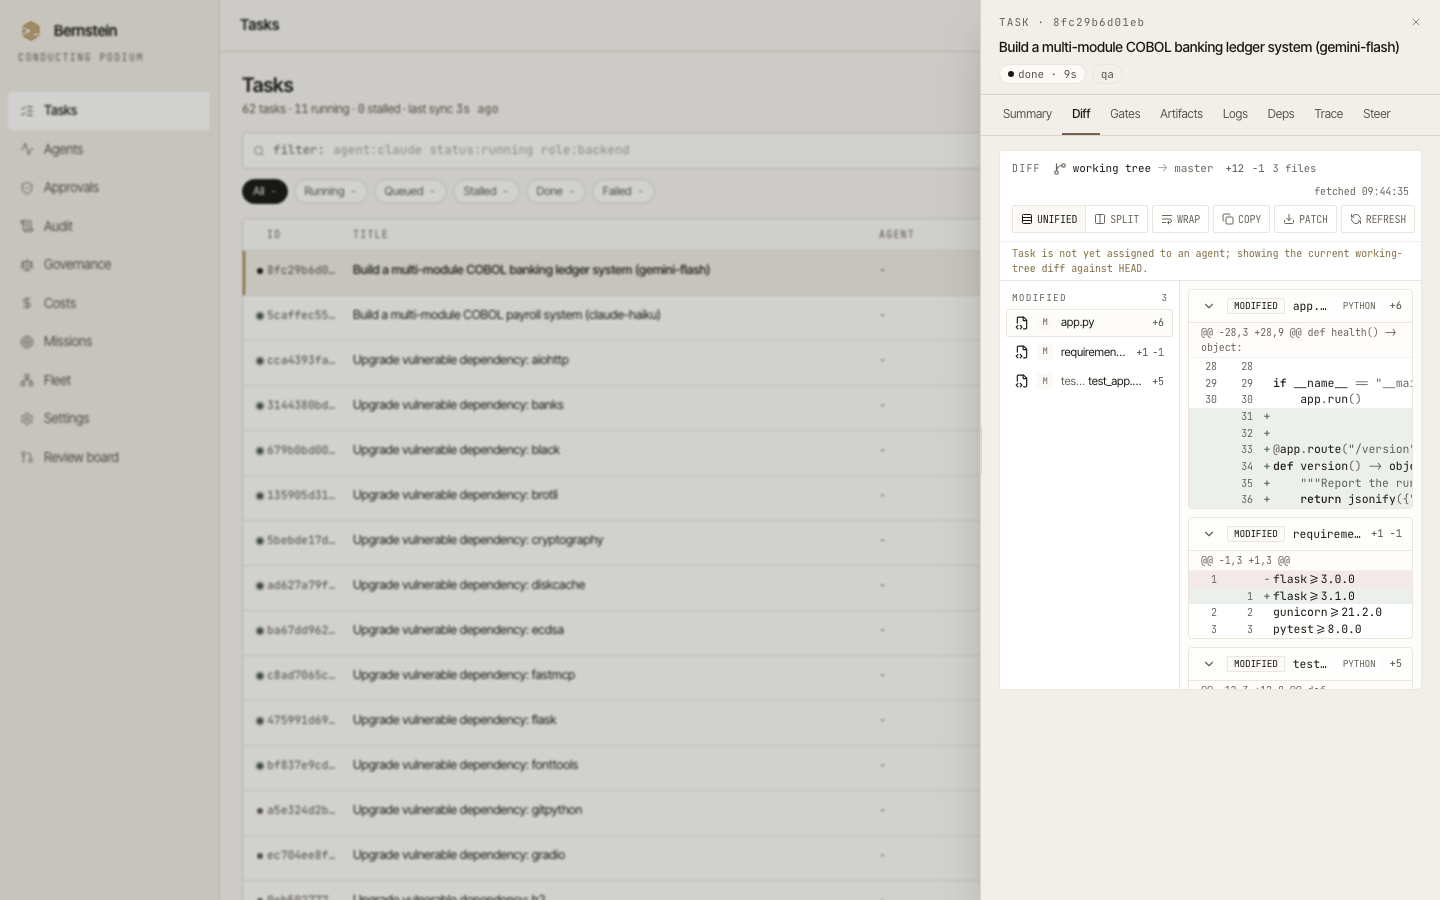 Bernstein
CONDUCTING PODIUM
Tasks
Agents
Approvals
Audit
Governance
Costs
Missions
Fleet
Settings
Review board
Tasks
Tasks
62 tasks · 11 running · 0 stalled · last sync 3s ago
filter: agent:claude status:running role:backend
All -
Running -
Queued -
Stalled -
Done -
Failed -
ID TITLE AGENT
8fc29b6d0… Build a multi-module COBOL banking ledger system (gemini-flash) -
5caffec55… Build a multi-module COBOL payroll system (claude-haiku) -
cca4393fa… Upgrade vulnerable dependency: aiohttp -
3144380bd… Upgrade vulnerable dependency: banks -
679b0bd00… Upgrade vulnerable dependency: black -
135905d31… Upgrade vulnerable dependency: brotli -
5bebde17d… Upgrade vulnerable dependency: cryptography -
ad627a79f… Upgrade vulnerable dependency: diskcache -
ba67dd962… Upgrade vulnerable dependency: ecdsa -
c8ad7065c… Upgrade vulnerable dependency: fastmcp -
475991d69… Upgrade vulnerable dependency: flask -
bf837e9cd… Upgrade vulnerable dependency: fonttools -
a5e324d2b… Upgrade vulnerable dependency: gitpython -
ec704ee8f… Upgrade vulnerable dependency: gradio -
Upgrade vulnerable dependency: h2
TASK · 8fc29b6d01eb
Build a multi-module COBOL banking ledger system (gemini-flash)
done · 9s
qa
Summary
Diff
Gates
Artifacts
Logs
Deps
Trace
Steer
DIFF working tree → master +12 -1 3 files
fetched 09:44:35
UNIFIED
SPLIT
WRAP
COPY
PATCH
REFRESH
Task is not yet assigned to an agent; showing the current working-
tree diff against HEAD.
MODIFIED 3
M app.py +6
M requiremen… +1 -1
M tes… test_app.… +5
MODIFIED app.… PYTHON +6
@@ -28,3 +28,9 @@ def health() ->
object:
28 28
29 29 if __name__ == "__mai
30 30 app.run()
31 +
32 +
33 +@app.route("/version"
34 +def version() -> obje
35 + """Report the run
36 + return jsonify({"
MODIFIED requireme… +1 -1
@@ -1,3 +1,3 @@
1 -flask>=3.0.0
1 +flask>=3.1.0
2 2 gunicorn>=21.2.0
3 3 pytest>=8.0.0
MODIFIED test… PYTHON +5